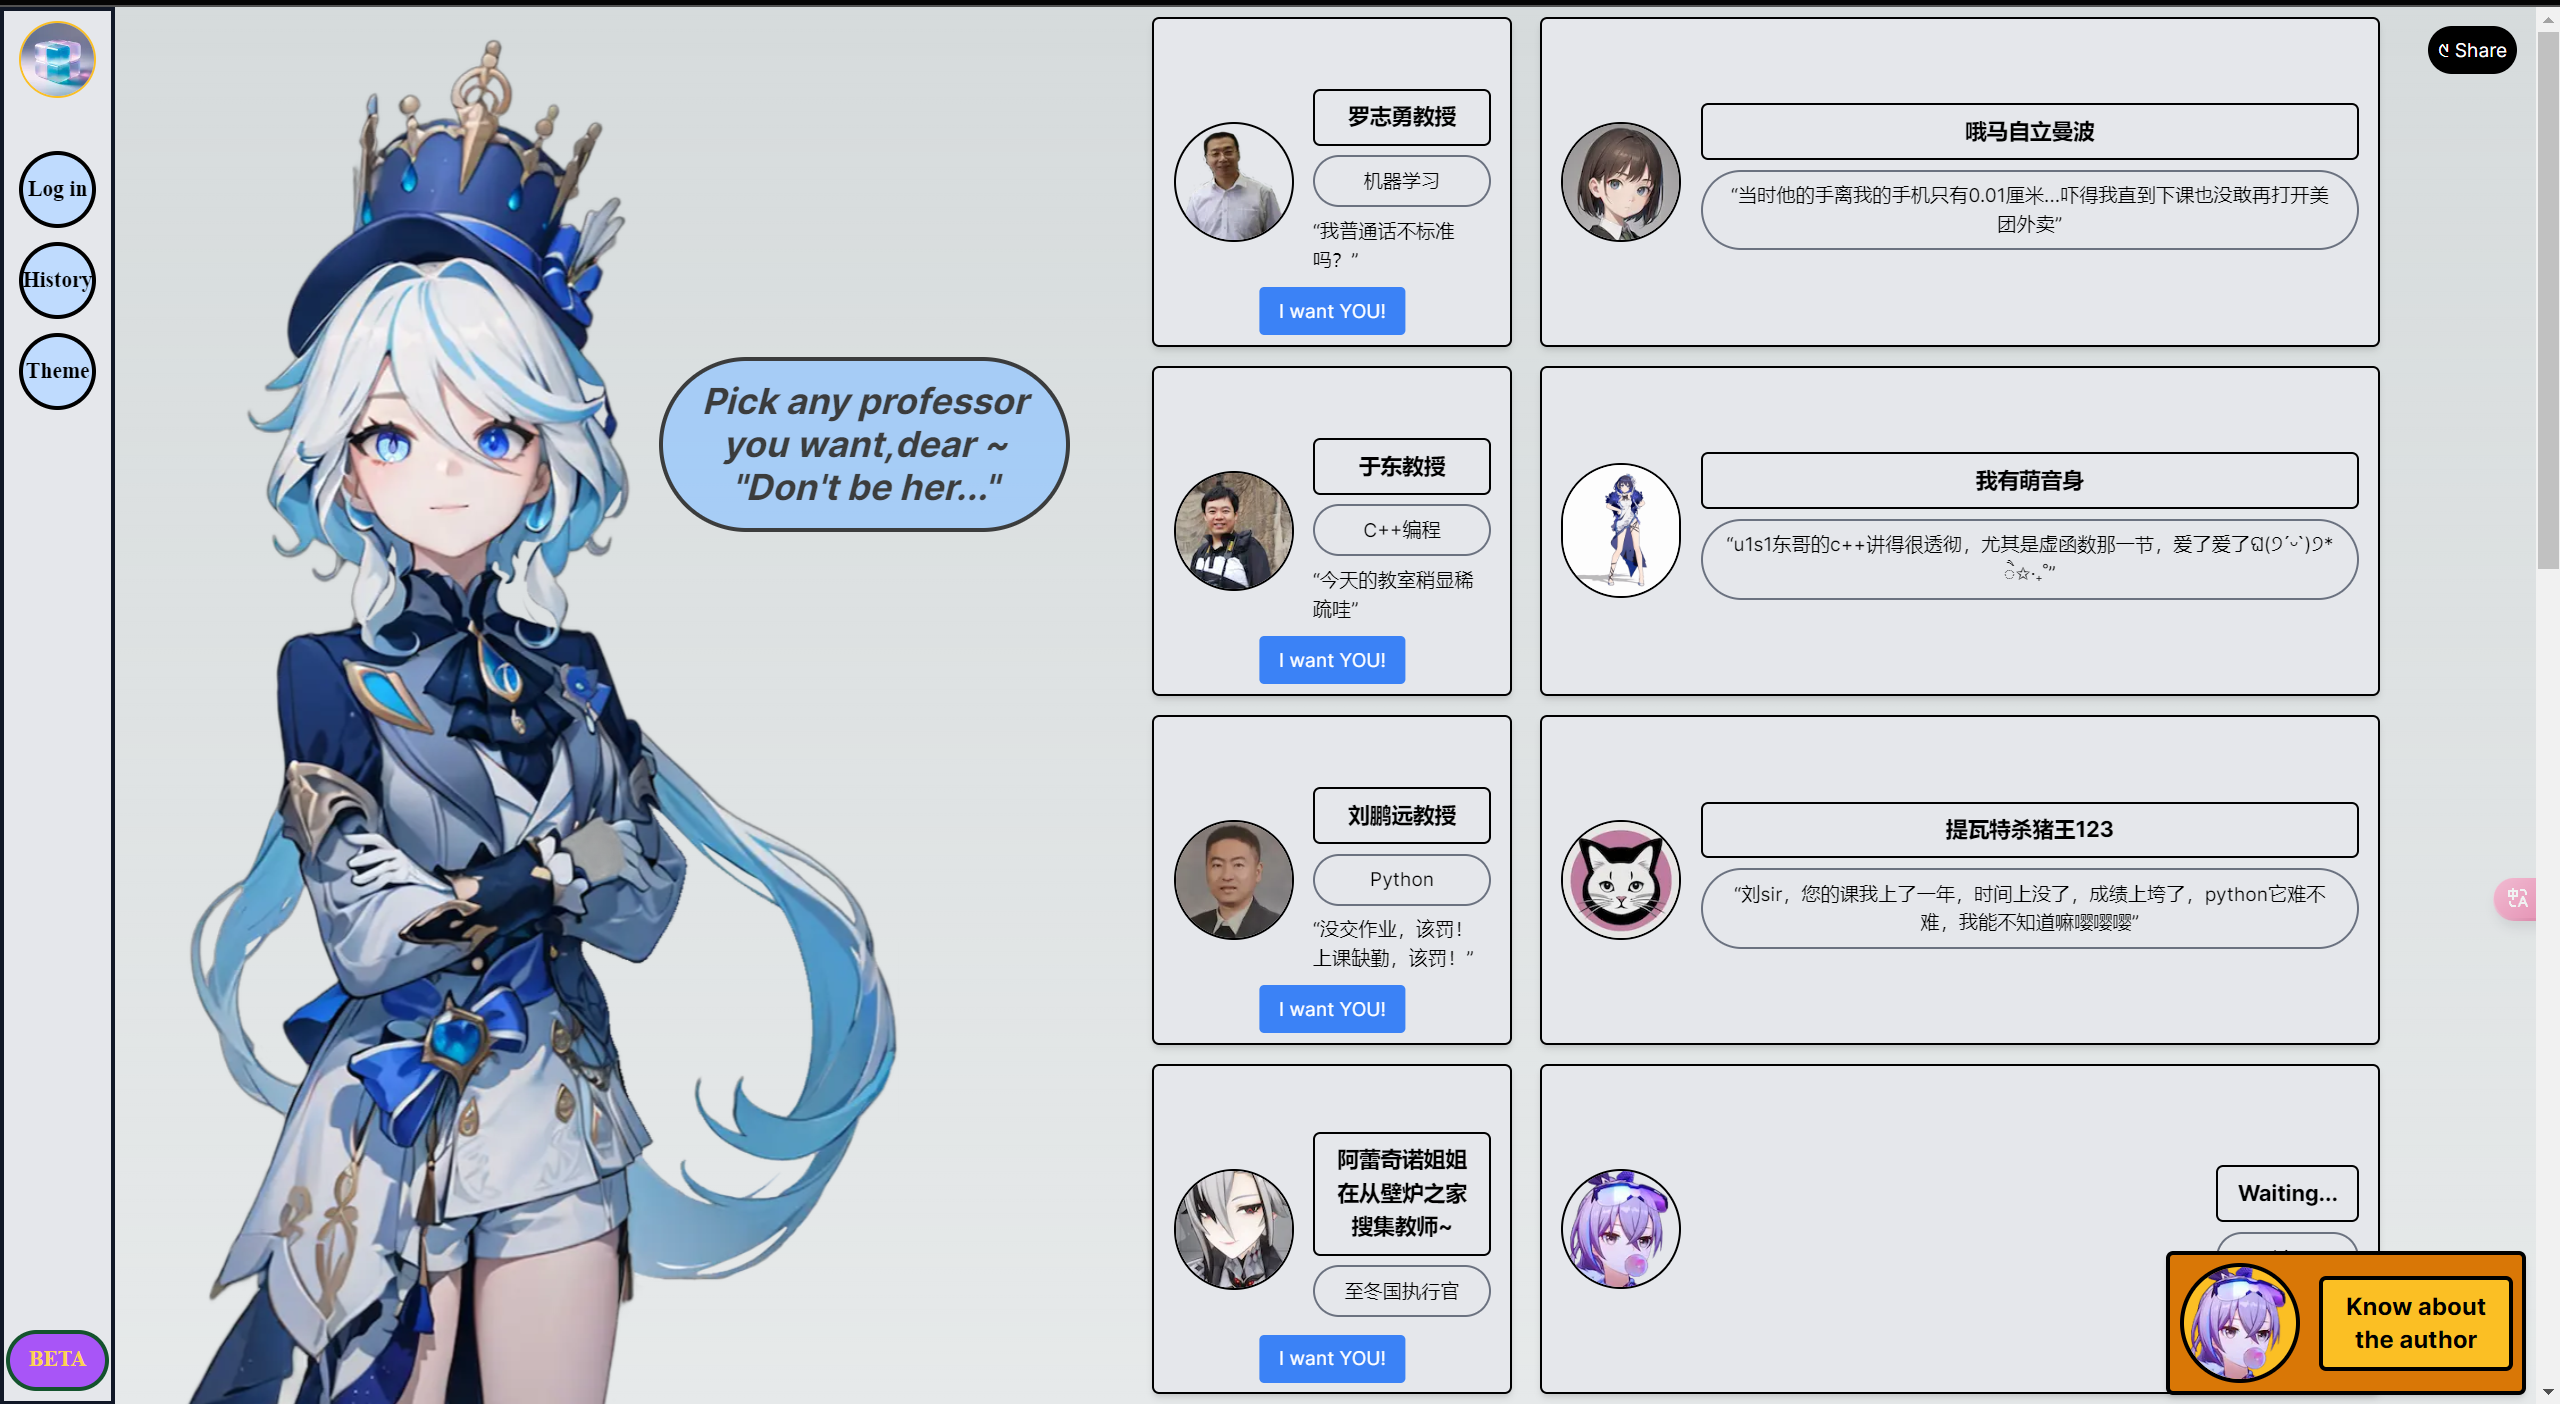 Log in
History
Theme
BETA
Pick any professor
you want,dear ~
"Don't be her..."
罗志勇教授
机器学习
“我普通话不标准
吗？”
I want YOU!
哦马自立曼波
“当时他的手离我的手机只有0.01厘米...吓得我直到下课也没敢再打开美
团外卖”
于东教授
C++编程
“今天的教室稍显稀
疏哇”
I want YOU!
我有萌音身
“u1s1东哥的c++讲得很透彻，尤其是虚函数那一节，爱了爱了
刘鹏远教授
Python
“没交作业，该罚！
上课缺勤，该罚！”
I want YOU!
提瓦特杀猪王123
“刘sir，您的课我上了一年，时间上没了，成绩上垮了，python它难不
难，我能不知道嘛嘤嘤嘤”
阿蕾奇诺姐姐
在从壁炉之家
搜集教师~
至冬国执行官
I want YOU!
Waiting...
Share
Know about
the author